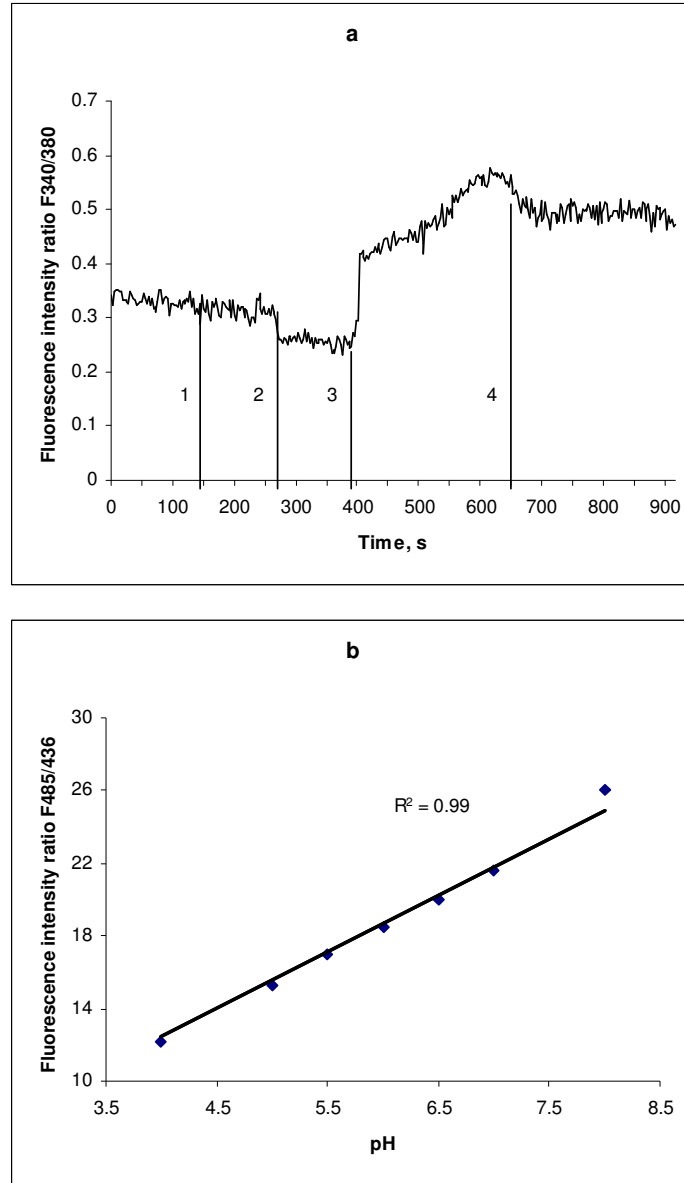 a
Fluorescence intensity ratio F340/380
0.7
0.6
0.5
0.4
0.3
0.2
0.1
0
1
2
3
4
0 100 200 300 400 500 600 700 800 900
Time, s
b
Fluorescence intensity ratio F485/436
30
26
22
18
14
10
R² = 0.99
3.5 4.5 5.5 6.5 7.5 8.5
pH